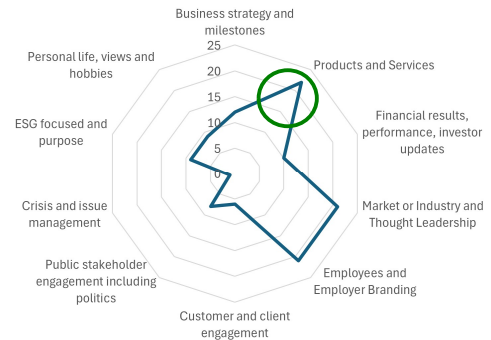 Business strategy and
milestones
25
20
15
10
5
0
Products and Services
Financial results,
performance, investor
updates
Market or Industry and
Thought Leadership
Employees and
Employer Branding
Customer and client
engagement
Public stakeholder
engagement including
politics
Crisis and issue
management
ESG focused and
purpose
Personal life, views and
hobbies